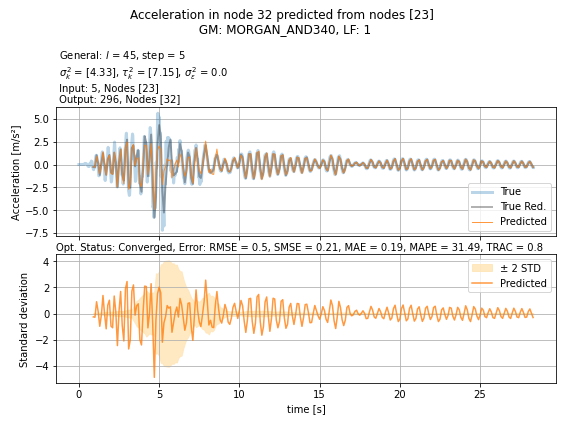 Acceleration in node 32 predicted from nodes [23]
GM: MORGAN_AND340, LF: 1
General: l = 45, step = 5
σ²ₖ = [4.33], τ²ₖ = [7.15], σ²ε = 0.0
Input: 5, Nodes [23]
Output: 296, Nodes [32]
Acceleration [m/s²]
5.0
2.5
0.0
−2.5
−5.0
−7.5
True
True Red.
Predicted
Opt. Status: Converged, Error: RMSE = 0.5, SMSE = 0.21, MAE = 0.19, MAPE = 31.49, TRAC = 0.8
Standard deviation
4
2
0
−2
−4
± 2 STD
Predicted
0
5
10
15
20
25
time [s]